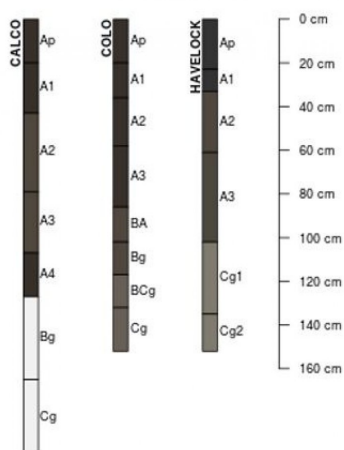 CALCO
Ap
A1
A2
A3
A4
Bg
Cg
COLO
Ap
A1
A2
A3
BA
Bg
BCg
Cg
HAVELOCK
Ap
A1
A2
A3
Cg1
Cg2
0 cm
20 cm
40 cm
60 cm
80 cm
100 cm
120 cm
140 cm
160 cm